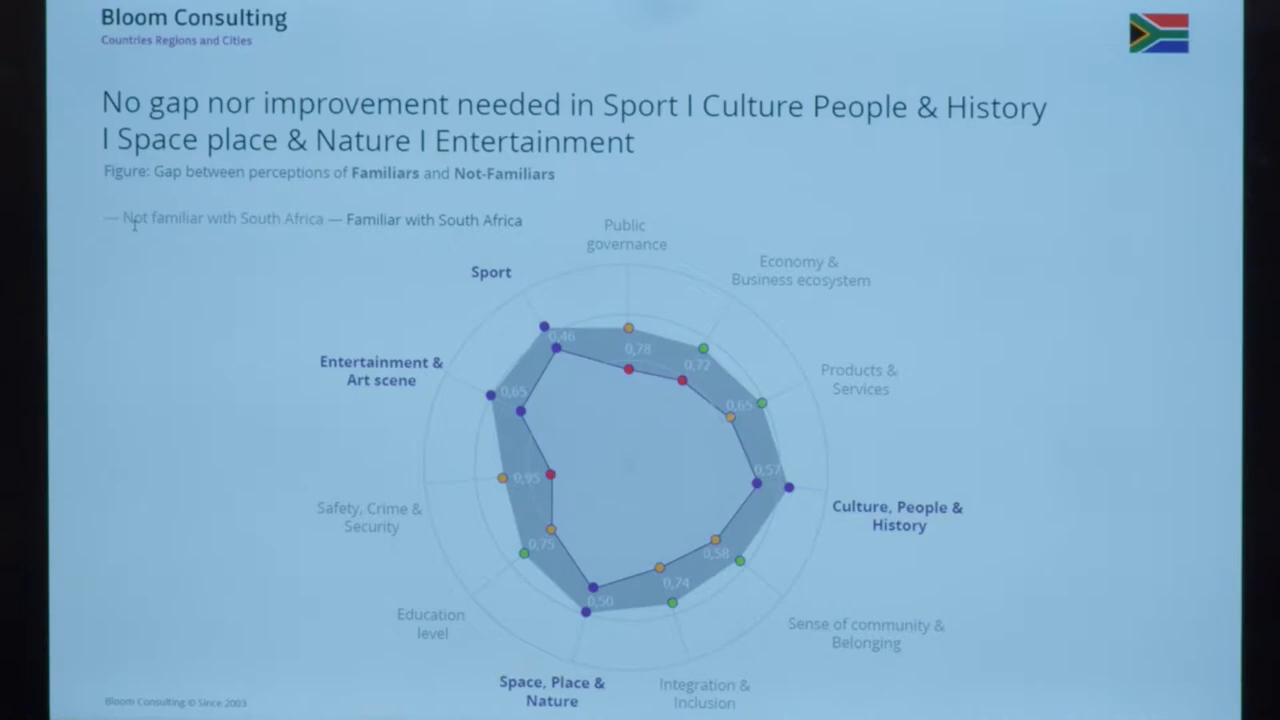 Bloom Consulting
Countries Regions and Cities
No gap nor improvement needed in Sport I Culture People & History
I Space place & Nature I Entertainment
Figure: Gap between perceptions of Familiars and Not-Familiars
— Not familiar with South Africa — Familiar with South Africa
Public
governance
Economy &
Business ecosystem
Sport
0,46
0,78
0,72
Entertainment &
Art scene
Products &
Services
0,65
0,65
0,57
0,95
Safety, Crime &
Security
Culture, People &
History
0,75
0,58
0,74
0,50
Education
level
Sense of community &
Belonging
Space, Place &
Nature
Integration &
Inclusion
Bloom Consulting © Since 2003